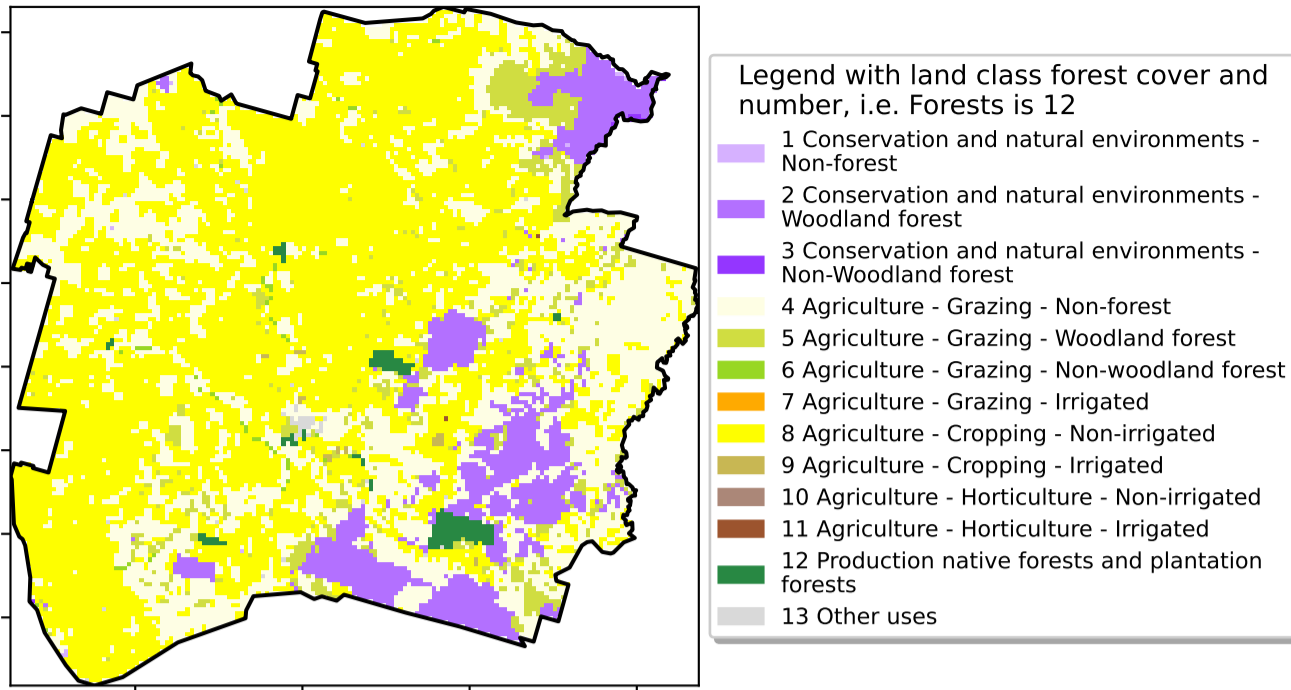 Legend with land class forest cover and
number, i.e. Forests is 12
1 Conservation and natural environments -
Non-forest
2 Conservation and natural environments -
Woodland forest
3 Conservation and natural environments -
Non-Woodland forest
4 Agriculture - Grazing - Non-forest
5 Agriculture - Grazing - Woodland forest
6 Agriculture - Grazing - Non-woodland forest
7 Agriculture - Grazing - Irrigated
8 Agriculture - Cropping - Non-irrigated
9 Agriculture - Cropping - Irrigated
10 Agriculture - Horticulture - Non-irrigated
11 Agriculture - Horticulture - Irrigated
12 Production native forests and plantation
forests
13 Other uses